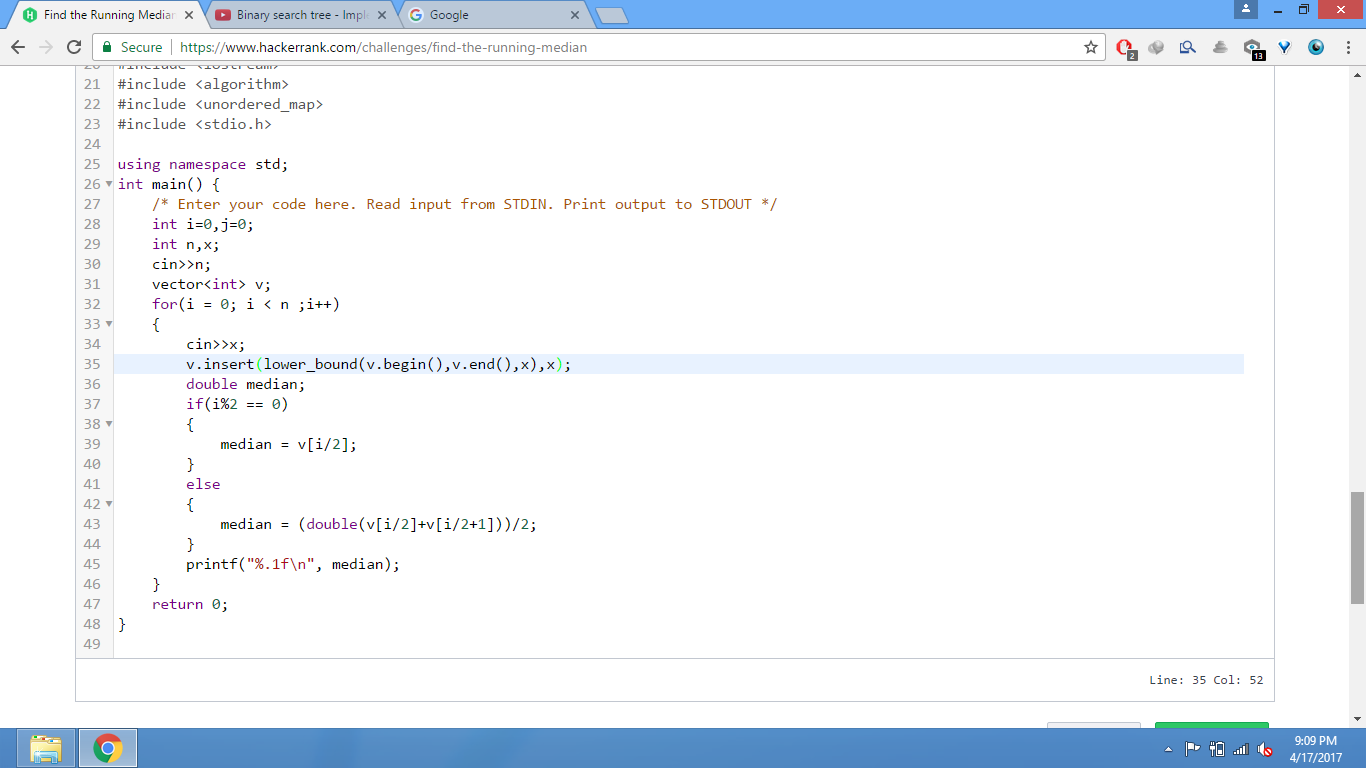 Find the Running Median
Binary search tree - Imple
Google
Secure https://www.hackerrank.com/challenges/find-the-running-median
2
13
20 #include <iostream>
21 #include <algorithm>
22 #include <unordered_map>
23 #include <stdio.h>
24
25 using namespace std;
26 int main() {
27 /* Enter your code here. Read input from STDIN. Print output to STDOUT */
28 int i=0,j=0;
29 int n,x;
30 cin>>n;
31 vector<int> v;
32 for(i = 0; i < n ;i++)
33 {
34 cin>>x;
35 v.insert(lower_bound(v.begin(),v.end(),x),x);
36 double median;
37 if(i%2 == 0)
38 {
39 median = v[i/2];
40 }
41 else
42 {
43 median = (double(v[i/2]+v[i/2+1]))/2;
44 }
45 printf("%.1f\n", median);
46 }
47 return 0;
48 }
49
Line: 35 Col: 52
9:09 PM
4/17/2017